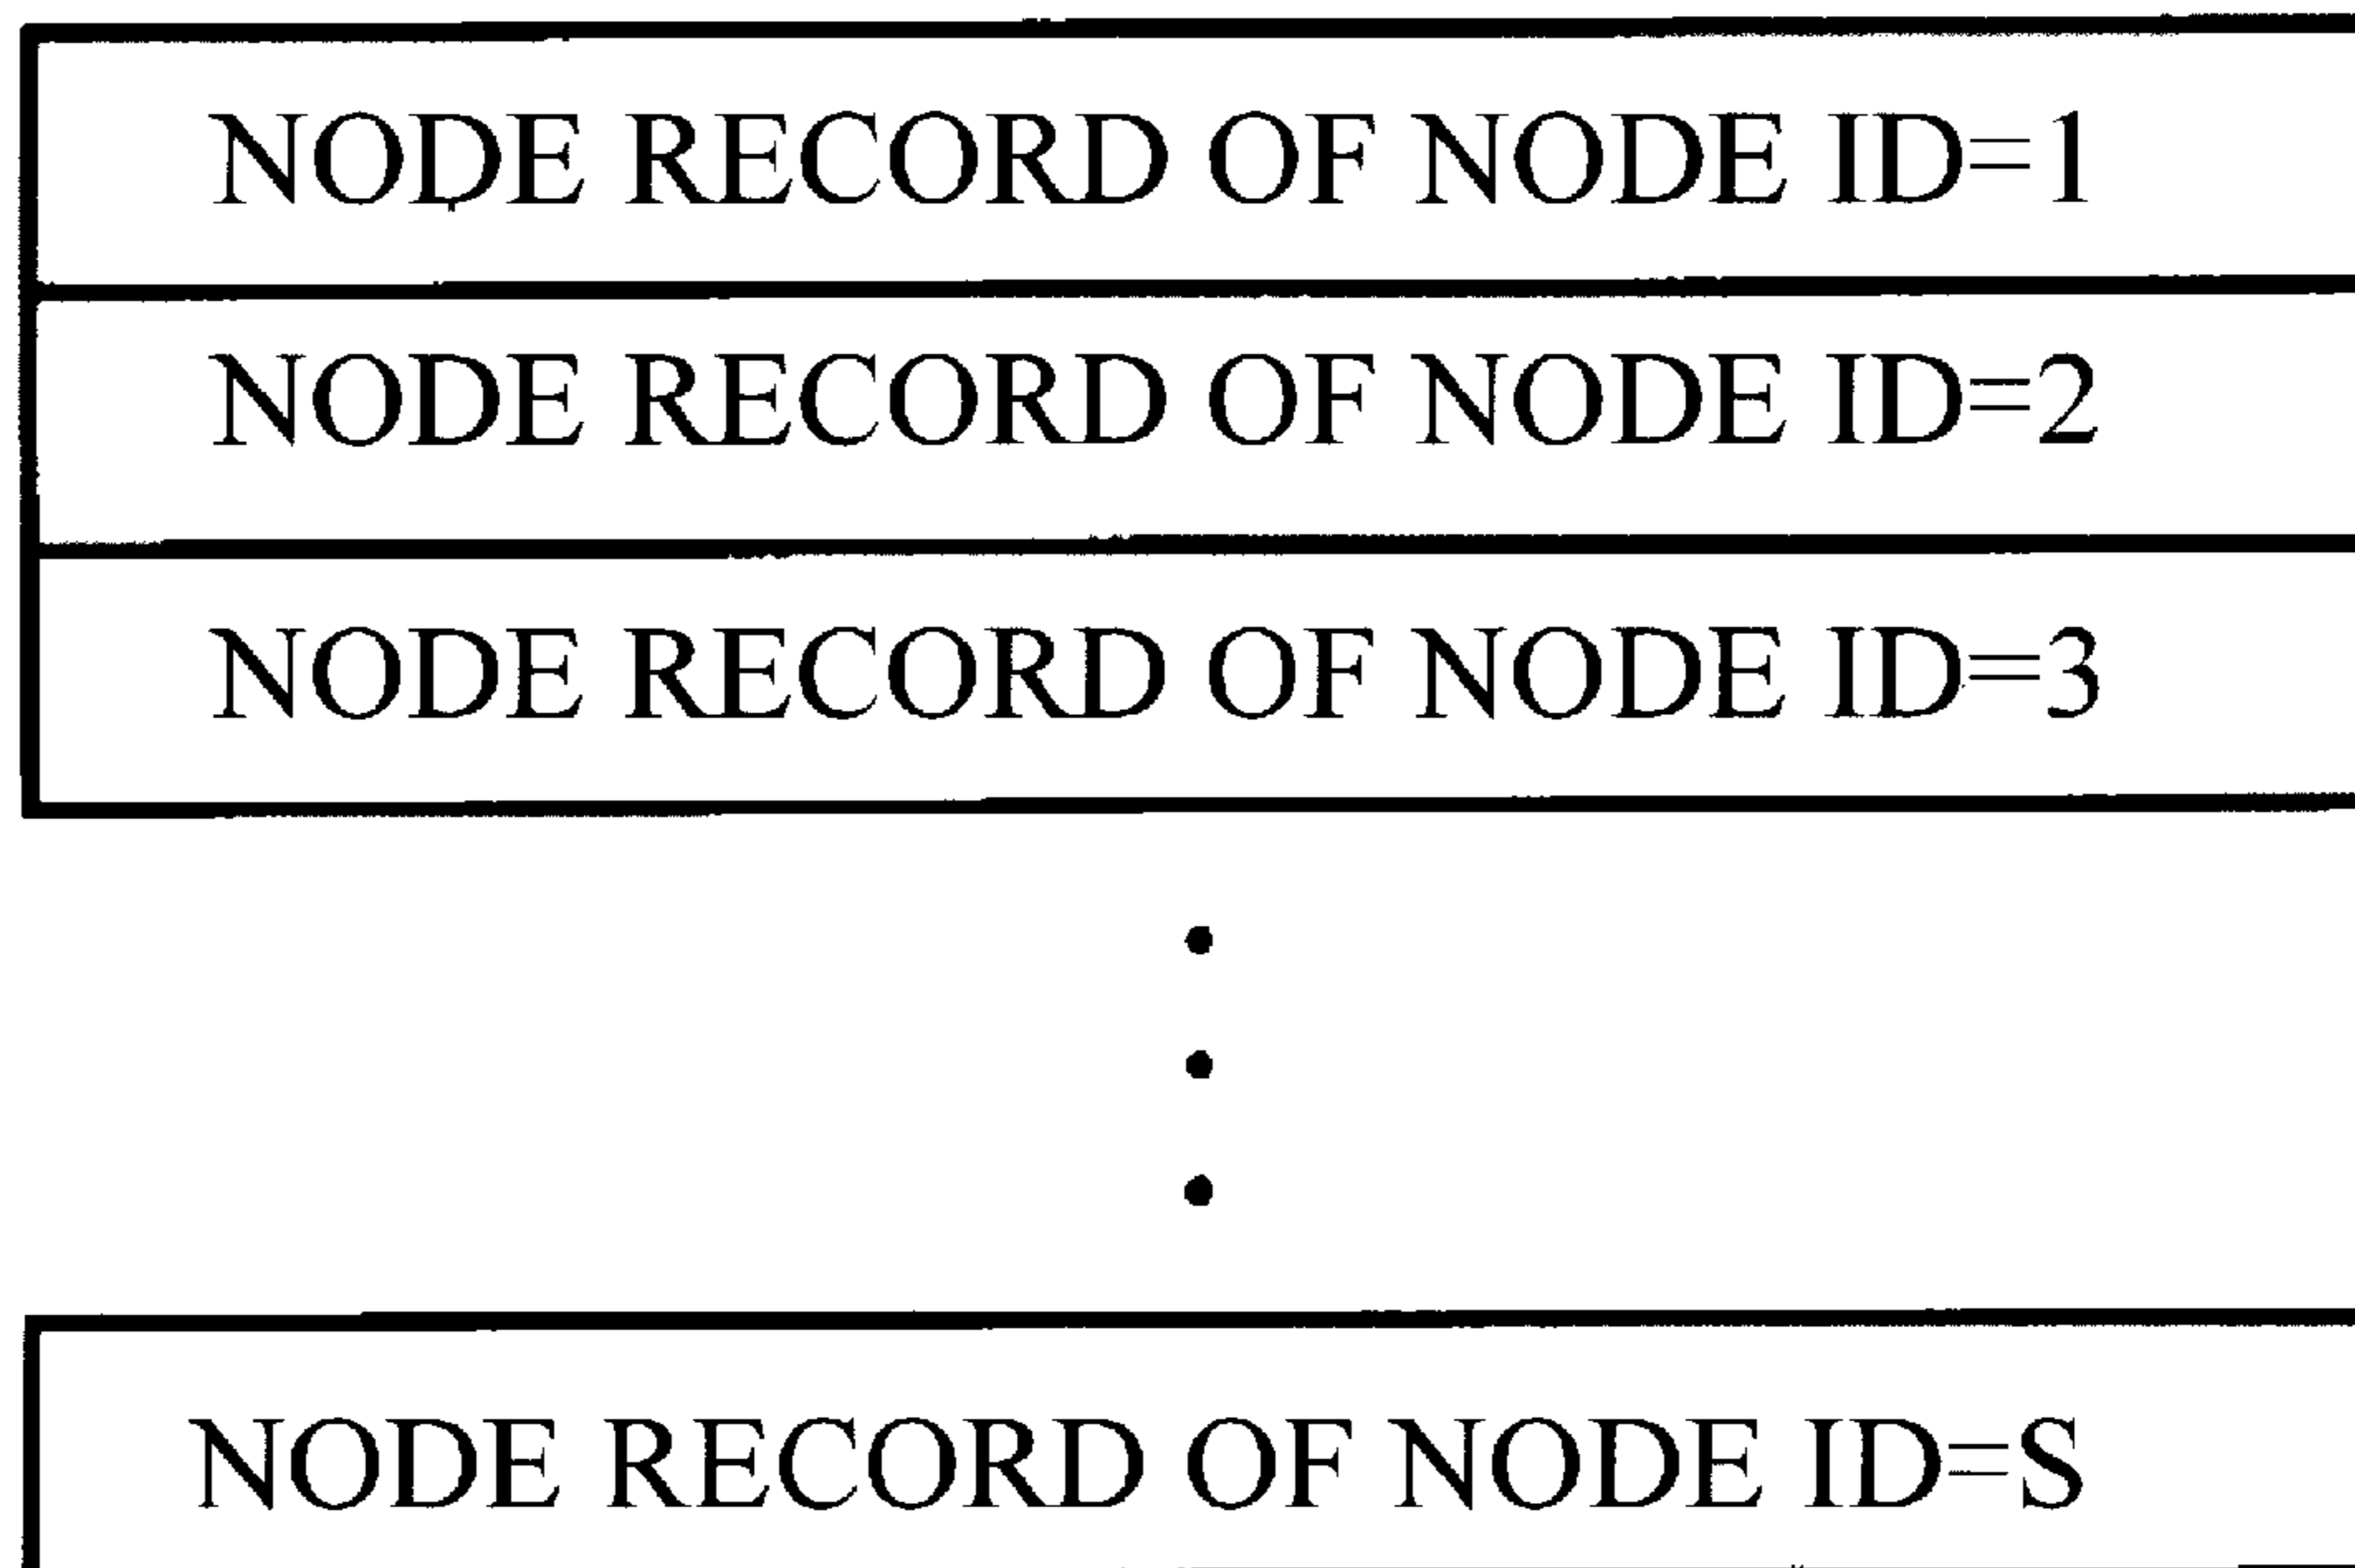 NODE RECORD OF NODE ID=1
NODE RECORD OF NODE ID=2
NODE RECORD OF NODE ID=3
NODE RECORD OF NODE ID=S